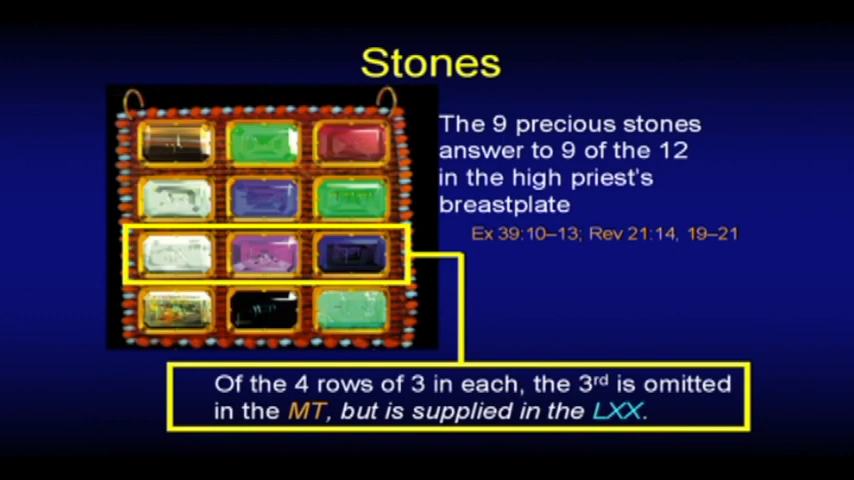 Stones
The 9 precious stones
answer to 9 of the 12
in the high priest's
breastplate
Ex 39:10–13; Rev 21:14, 19–21
Of the 4 rows of 3 in each, the 3rd is omitted
in the MT, but is supplied in the LXX.